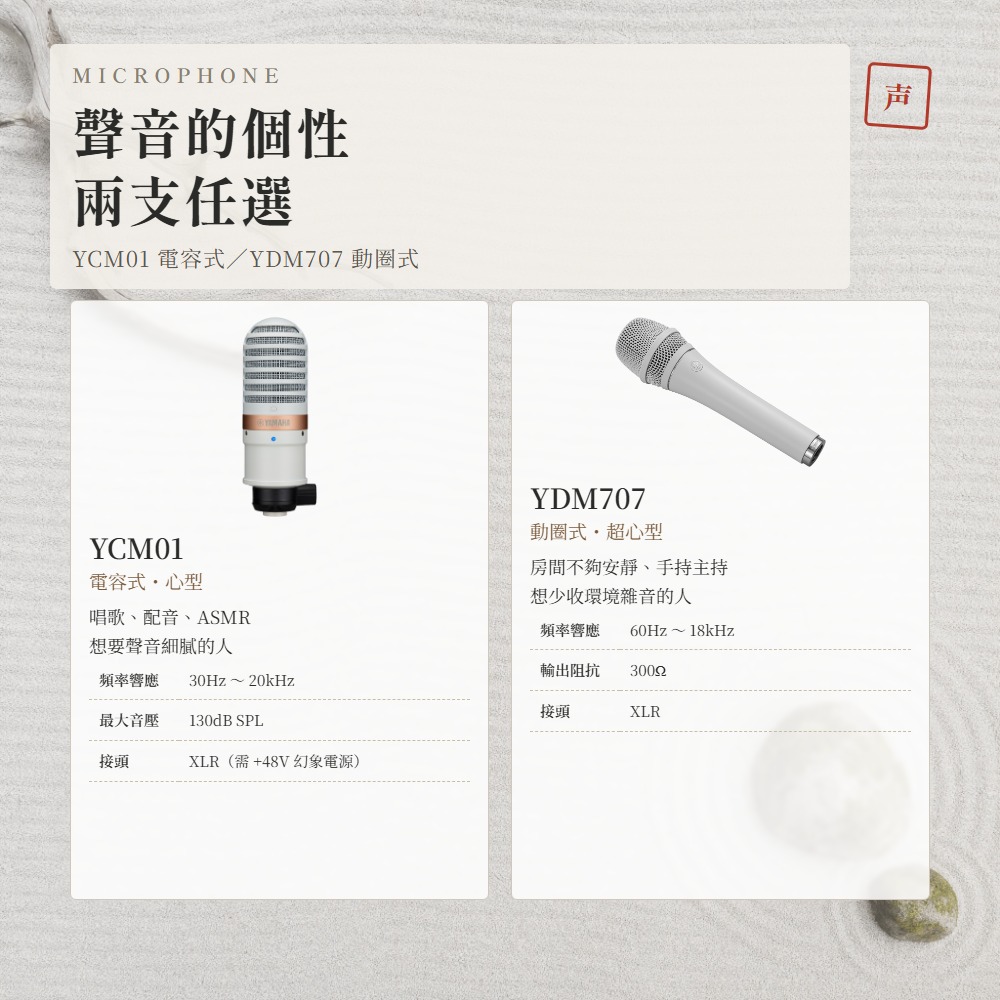 MICROPHONE
声
聲音的個性
兩支任選
YCM01 電容式／YDM707 動圈式
YAMAHA
YCM01
電容式・心型
唱歌、配音、ASMR
想要聲音細膩的人
頻率響應 30Hz ～ 20kHz
最大音壓 130dB SPL
接頭 XLR（需 +48V 幻象電源）
YDM707
動圈式・超心型
房間不夠安靜、手持主持
想少收環境雜音的人
頻率響應 60Hz ～ 18kHz
輸出阻抗 300Ω
接頭 XLR